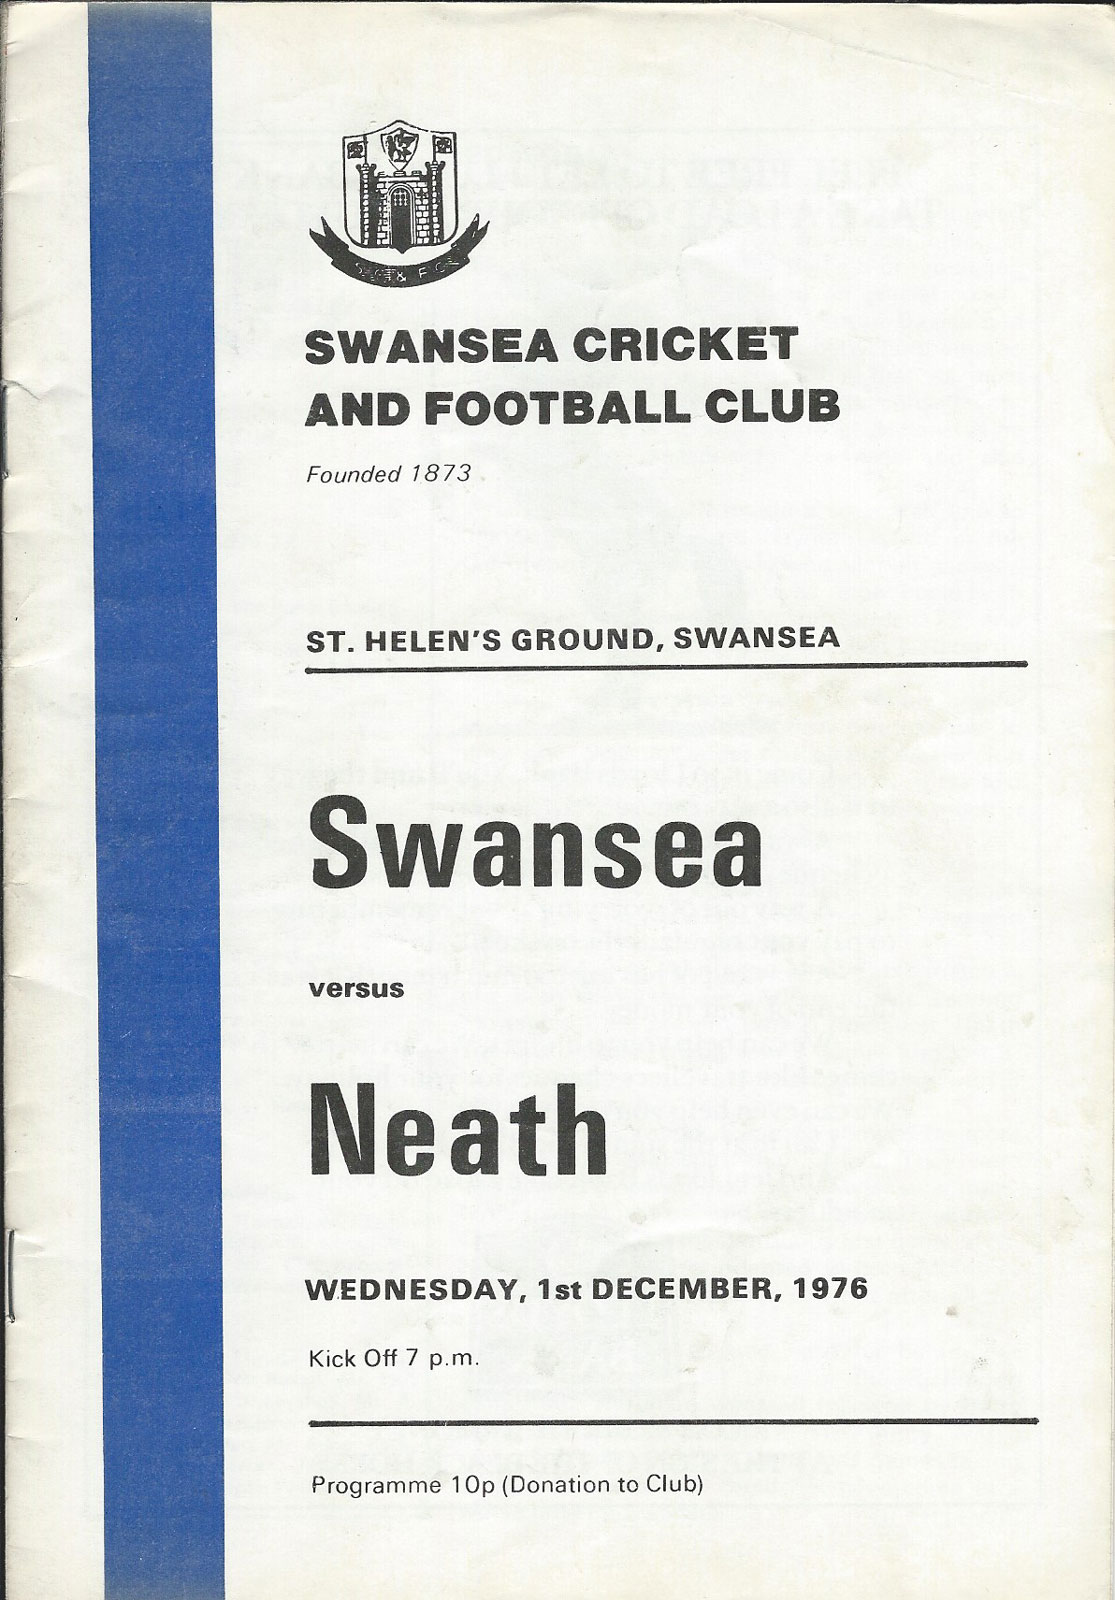 SWANSEA CRICKET
AND FOOTBALL CLUB
Founded 1873
ST. HELEN'S GROUND, SWANSEA
Swansea
versus
Neath
WEDNESDAY, 1st DECEMBER, 1976
Kick Off 7 p.m.
Programme 10p (Donation to Club)